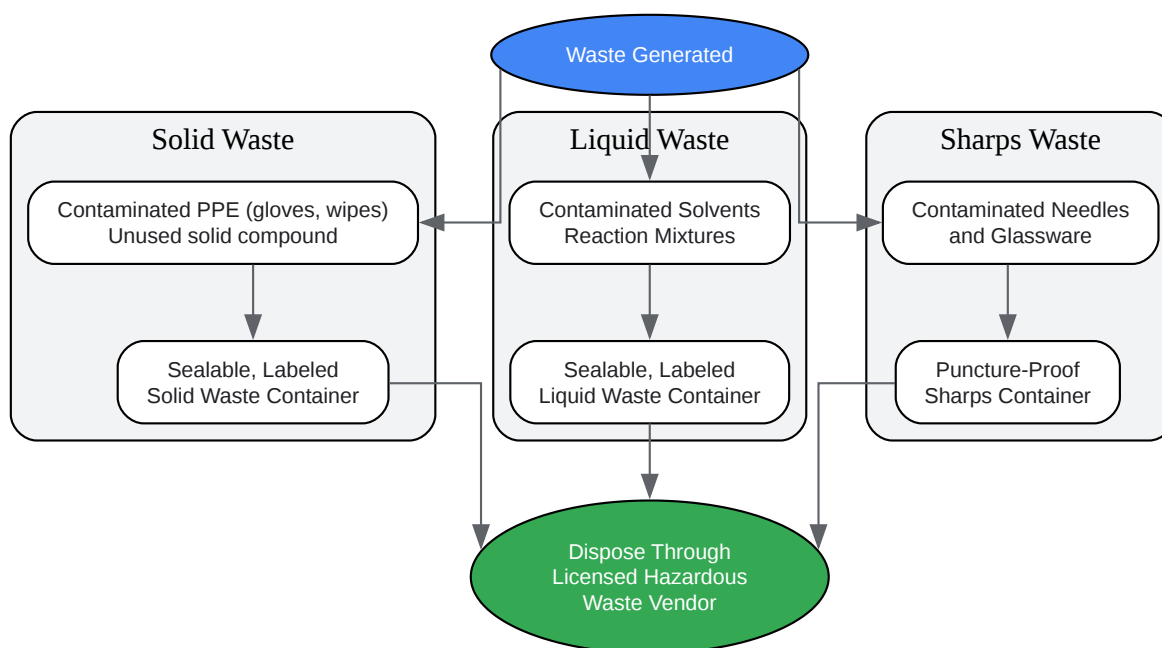 Waste Generated
Solid Waste
Liquid Waste
Sharps Waste
Contaminated PPE (gloves, wipes)
Unused solid compound
Contaminated Solvents
Reaction Mixtures
Contaminated Needles
and Glassware
Sealable, Labeled
Solid Waste Container
Sealable, Labeled
Liquid Waste Container
Puncture-Proof
Sharps Container
Dispose Through
Licensed Hazardous
Waste Vendor